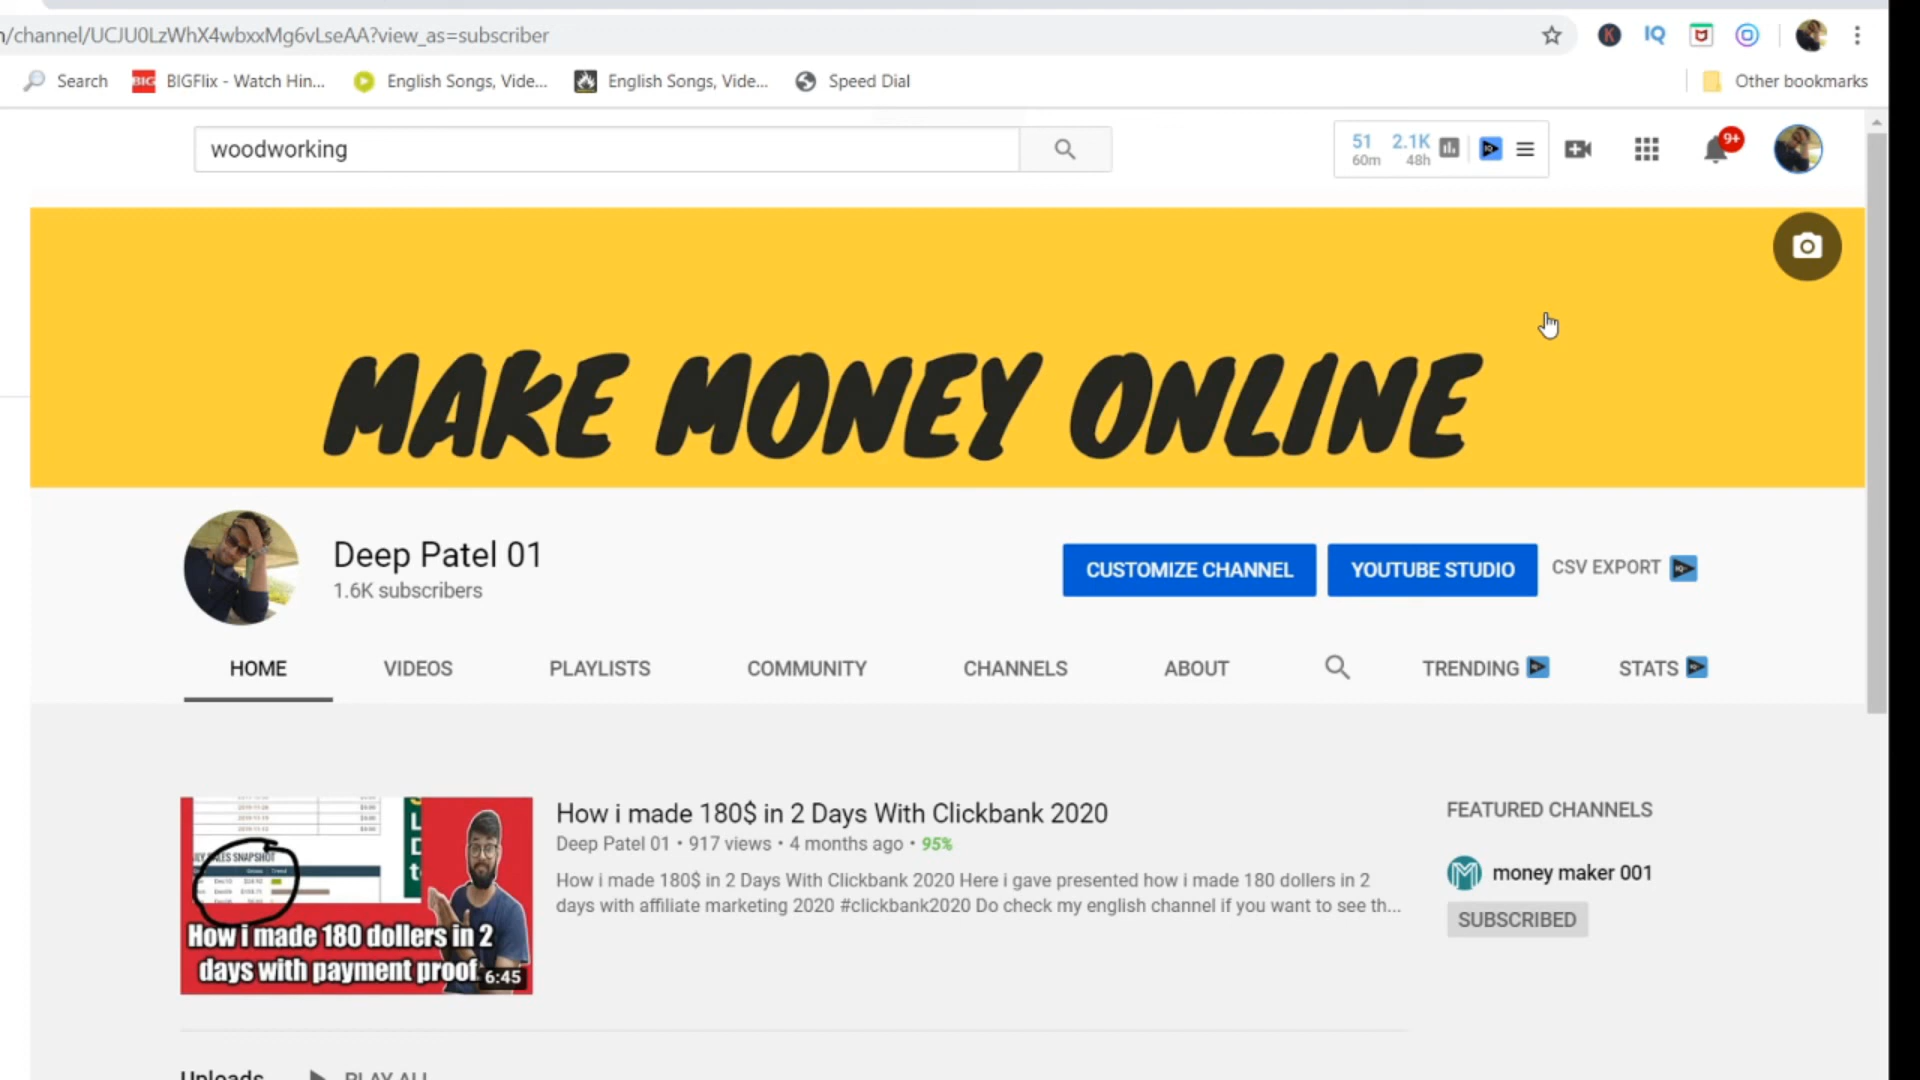 /channel/UCJU0LzWhX4wbxxMg6vLseAA?view_as=subscriber
K IQ
Search BIG BIGFlix - Watch Hin... English Songs, Vide... English Songs, Vide... Speed Dial Other bookmarks
woodworking
51 2.1K 9+
60m 48h
MAKE MONEY ONLINE
Deep Patel 01
1.6K subscribers
CUSTOMIZE CHANNEL YOUTUBE STUDIO CSV EXPORT
HOME VIDEOS PLAYLISTS COMMUNITY CHANNELS ABOUT TRENDING STATS
How i made 180$ in 2 Days With Clickbank 2020
Deep Patel 01 • 917 views • 4 months ago • 95%
How i made 180$ in 2 Days With Clickbank 2020 Here i gave presented how i made 180 dollers in 2
days with affiliate marketing 2020 #clickbank2020 Do check my english channel if you want to see th...
SNAPSHOT
How i made 180 dollers in 2
days with payment proof
6:45
FEATURED CHANNELS
money maker 001
SUBSCRIBED
Uploads PLAY ALL